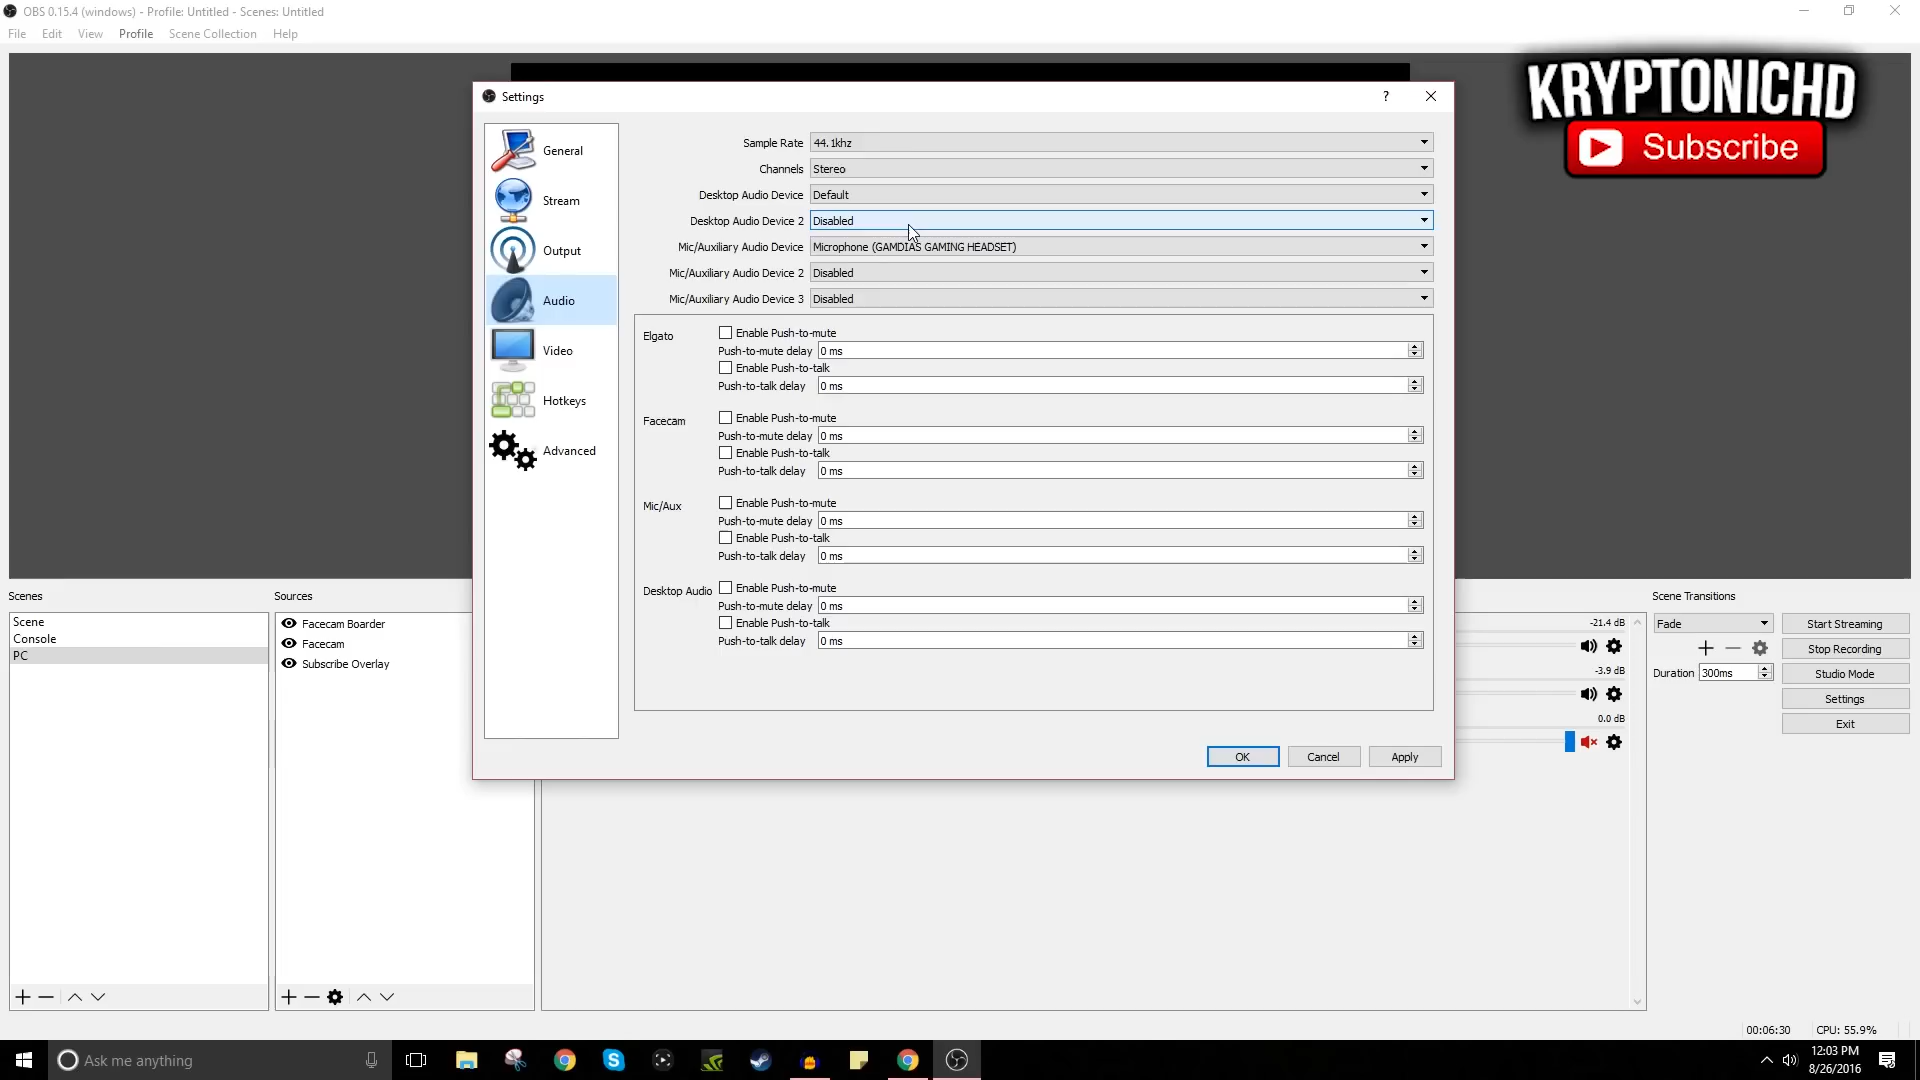 OBS 0.15.4 (windows) - Profile: Untitled - Scenes: Untitled
File Edit View Profile Scene Collection Help
KRYPTONICHD
Subscribe
Settings
?
General
Stream
Output
Audio
Video
Hotkeys
Advanced
Sample Rate 44.1khz
Channels Stereo
Desktop Audio Device Default
Desktop Audio Device 2 Disabled
Mic/Auxiliary Audio Device Microphone (GAMDIAS GAMING HEADSET)
Mic/Auxiliary Audio Device 2 Disabled
Mic/Auxiliary Audio Device 3 Disabled
Elgato Enable Push-to-mute
Push-to-mute delay 0 ms
Enable Push-to-talk
Push-to-talk delay 0 ms
Facecam Enable Push-to-mute
Push-to-mute delay 0 ms
Enable Push-to-talk
Push-to-talk delay 0 ms
Mic/Aux Enable Push-to-mute
Push-to-mute delay 0 ms
Enable Push-to-talk
Push-to-talk delay 0 ms
Desktop Audio Enable Push-to-mute
Push-to-mute delay 0 ms
Enable Push-to-talk
Push-to-talk delay 0 ms
OK Cancel Apply
Scenes
Scene
Console
PC
Sources
Facecam Boarder
Facecam
Subscribe Overlay
-21.4 dB
-3.9 dB
0.0 dB
Scene Transitions
Fade
Duration 300ms
Start Streaming
Stop Recording
Studio Mode
Settings
Exit
00:06:30 CPU: 55.9%
Ask me anything
12:03 PM
8/26/2016